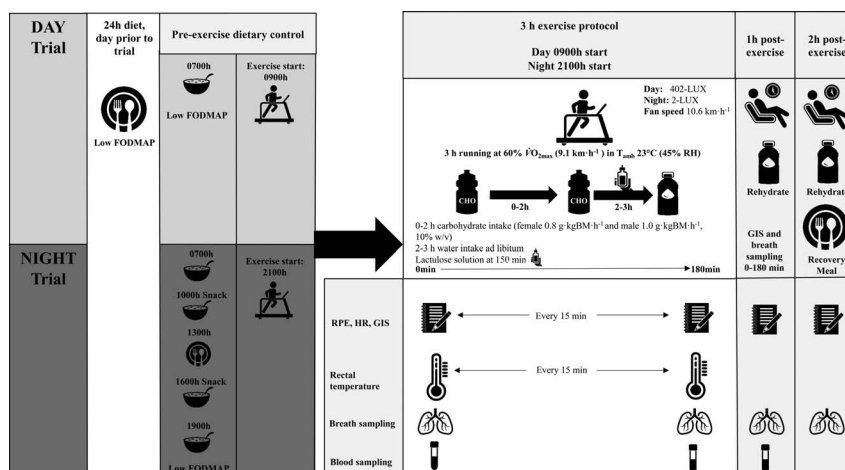 DAY
Trial
24h diet,
day prior to
trial
Low FODMAP
Pre-exercise dietary control
0700h
Low FODMAP
Exercise start:
0900h
NIGHT
Trial
0700h
1000h Snack
1300h
1600h Snack
1900h
Low FODMAP
Exercise start:
2100h
3 h exercise protocol
Day 0900h start
Night 2100h start
Day: 402-LUX
Night: 2-LUX
Fan speed 10.6 km·h⁻¹
3 h running at 60% V̇O₂max (9.1 km·h⁻¹) in Tamb 23°C (45% RH)
CHO
0-2h
CHO
2-3h
0-2 h carbohydrate intake (female 0.8 g·kgBM·h⁻¹ and male 1.0 g·kgBM·h⁻¹,
10% w/v)
2-3 h water intake ad libitum
Lactulose solution at 150 min
0min
180min
1h post-
exercise
Rehydrate
GIS and
breath
sampling
0-180 min
2h post-
exercise
Rehydrate
Recovery
Meal
RPE, HR, GIS
Every 15 min
Rectal
temperature
Every 15 min
Breath sampling
Blood sampling